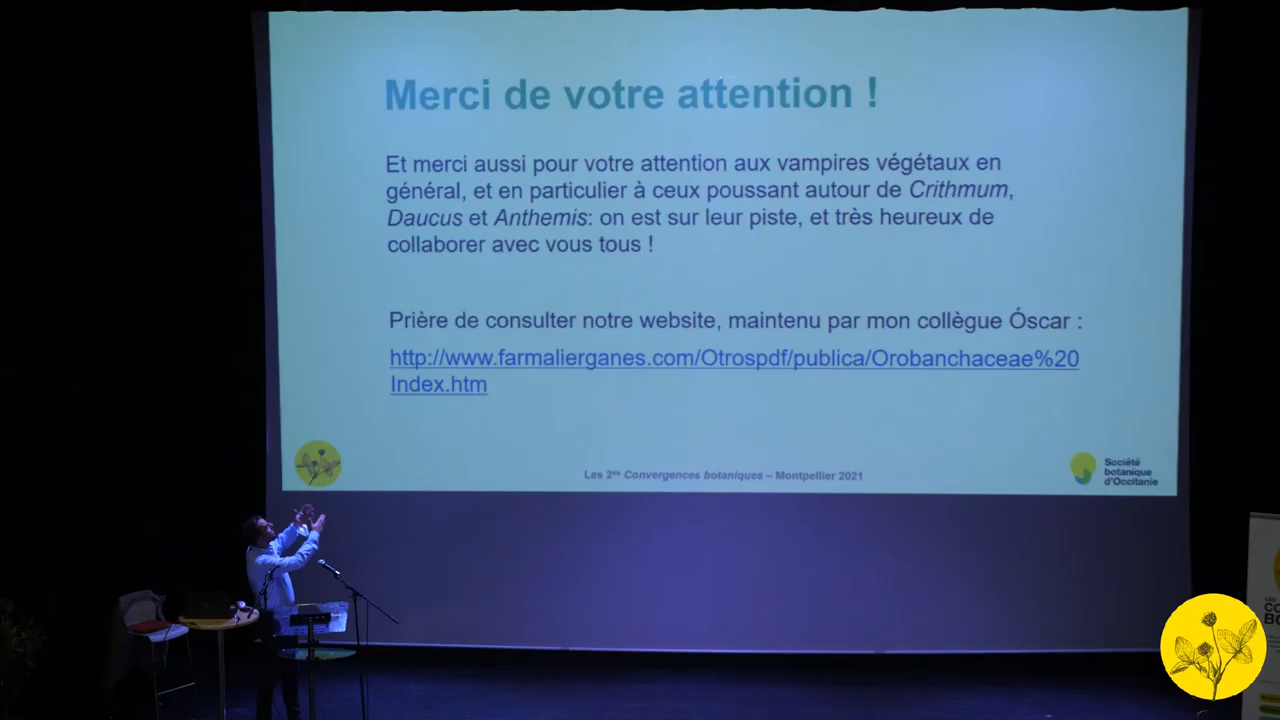 Merci de votre attention !
Et merci aussi pour votre attention aux vampires végétaux en
général, et en particulier à ceux poussant autour de Crithmum,
Daucus et Anthemis: on est sur leur piste, et très heureux de
collaborer avec vous tous !
Prière de consulter notre website, maintenu par mon collègue Óscar :
http://www.farmalierganes.com/Otrospdf/publica/Orobanchaceae%20
Index.htm
Les 2es Convergences botaniques – Montpellier 2021
Société
botanique
d'Occitanie